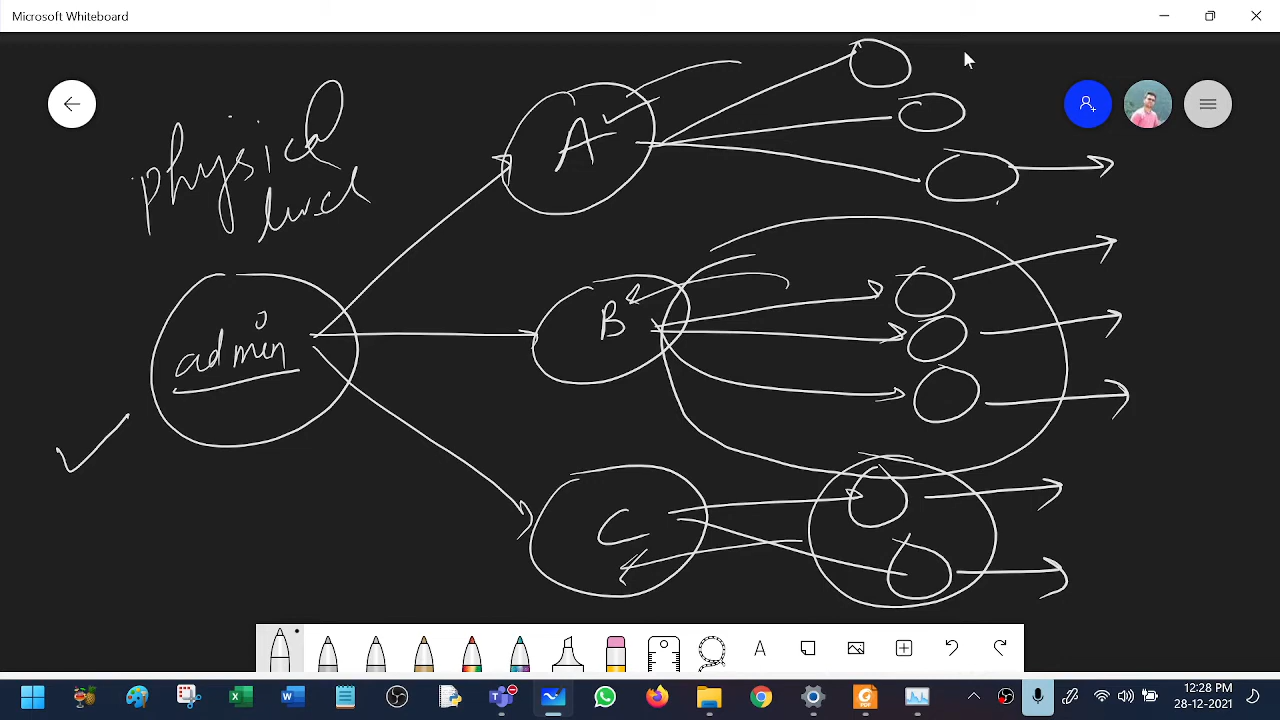 Microsoft Whiteboard
physical
level
A
admin
B
C
A
12:28 PM
28-12-2021